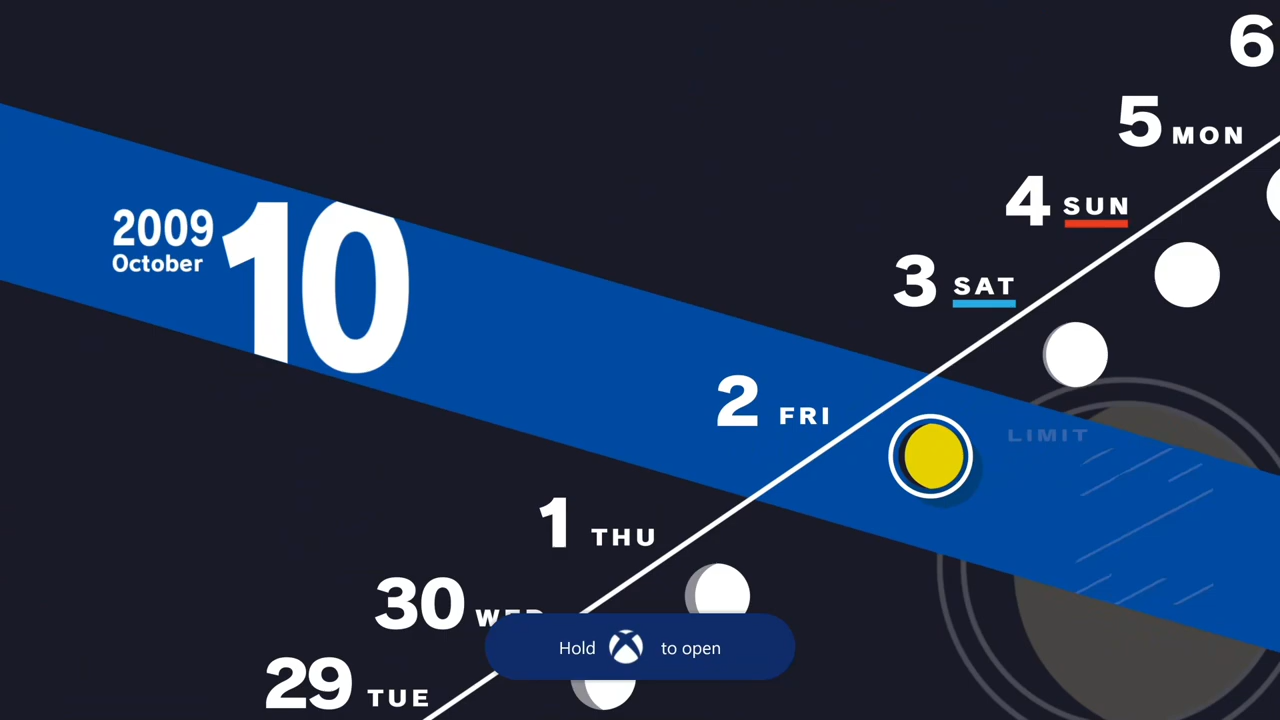 6
5 MON
4 SUN
3 SAT
2009
October
10
2 FRI
LIMIT
1 THU
30 WED
29 TUE
Hold to open